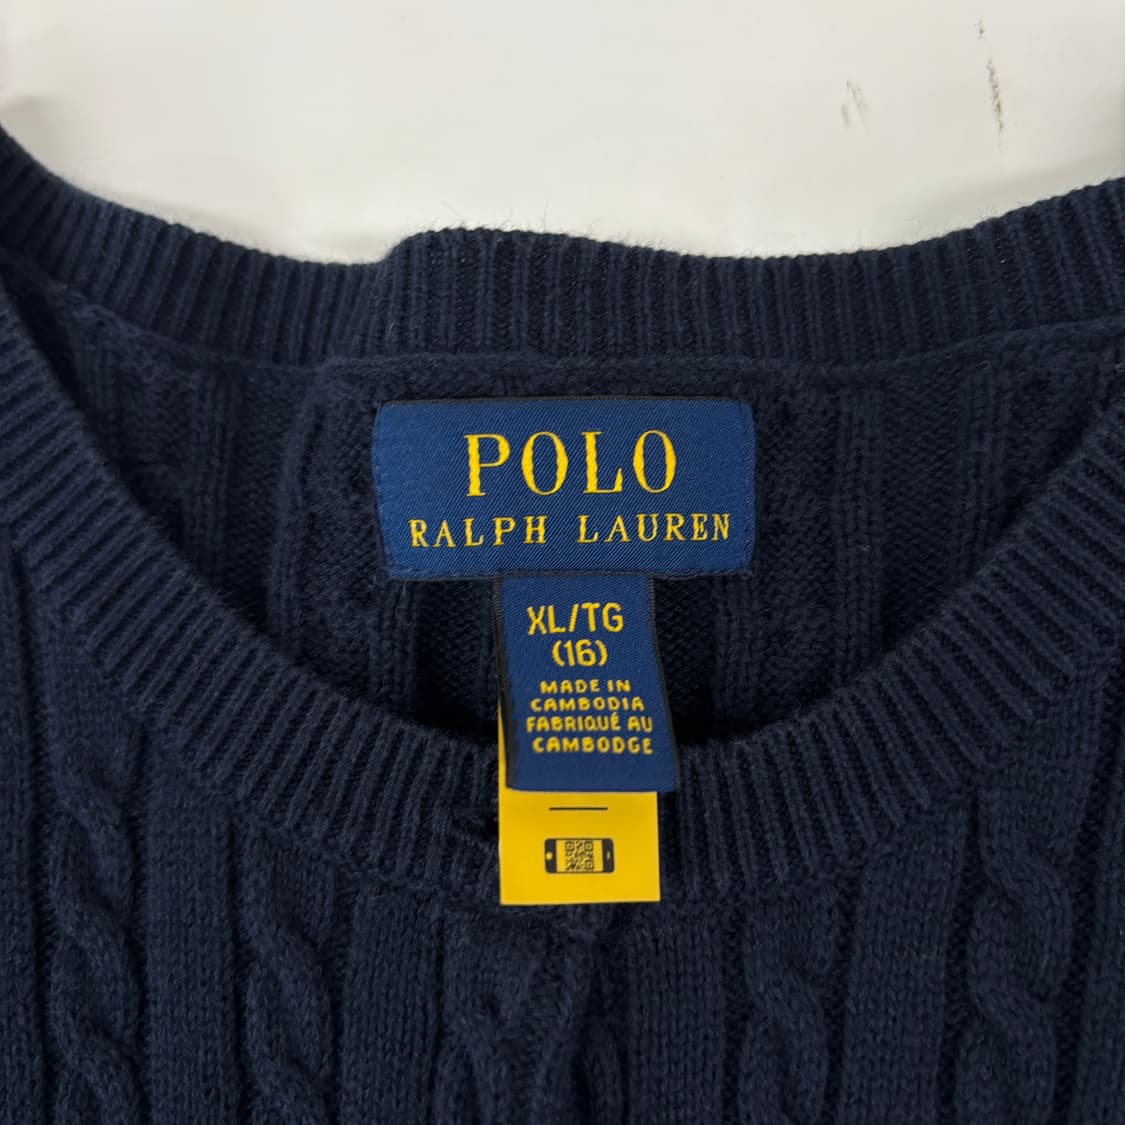 POLO
RALPH LAUREN
XL/TG
(16)
MADE IN
CAMBODIA
FABRIQUÉ AU
CAMBODGE